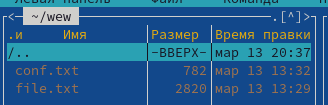 Левая панель Файл Команда
<─ ~/wew ─.[^]>
.и Имя Размер Время правки
/.. -ВВЕРХ- мар 13 20:37
conf.txt 782 мар 13 13:32
file.txt 2820 мар 13 13:29